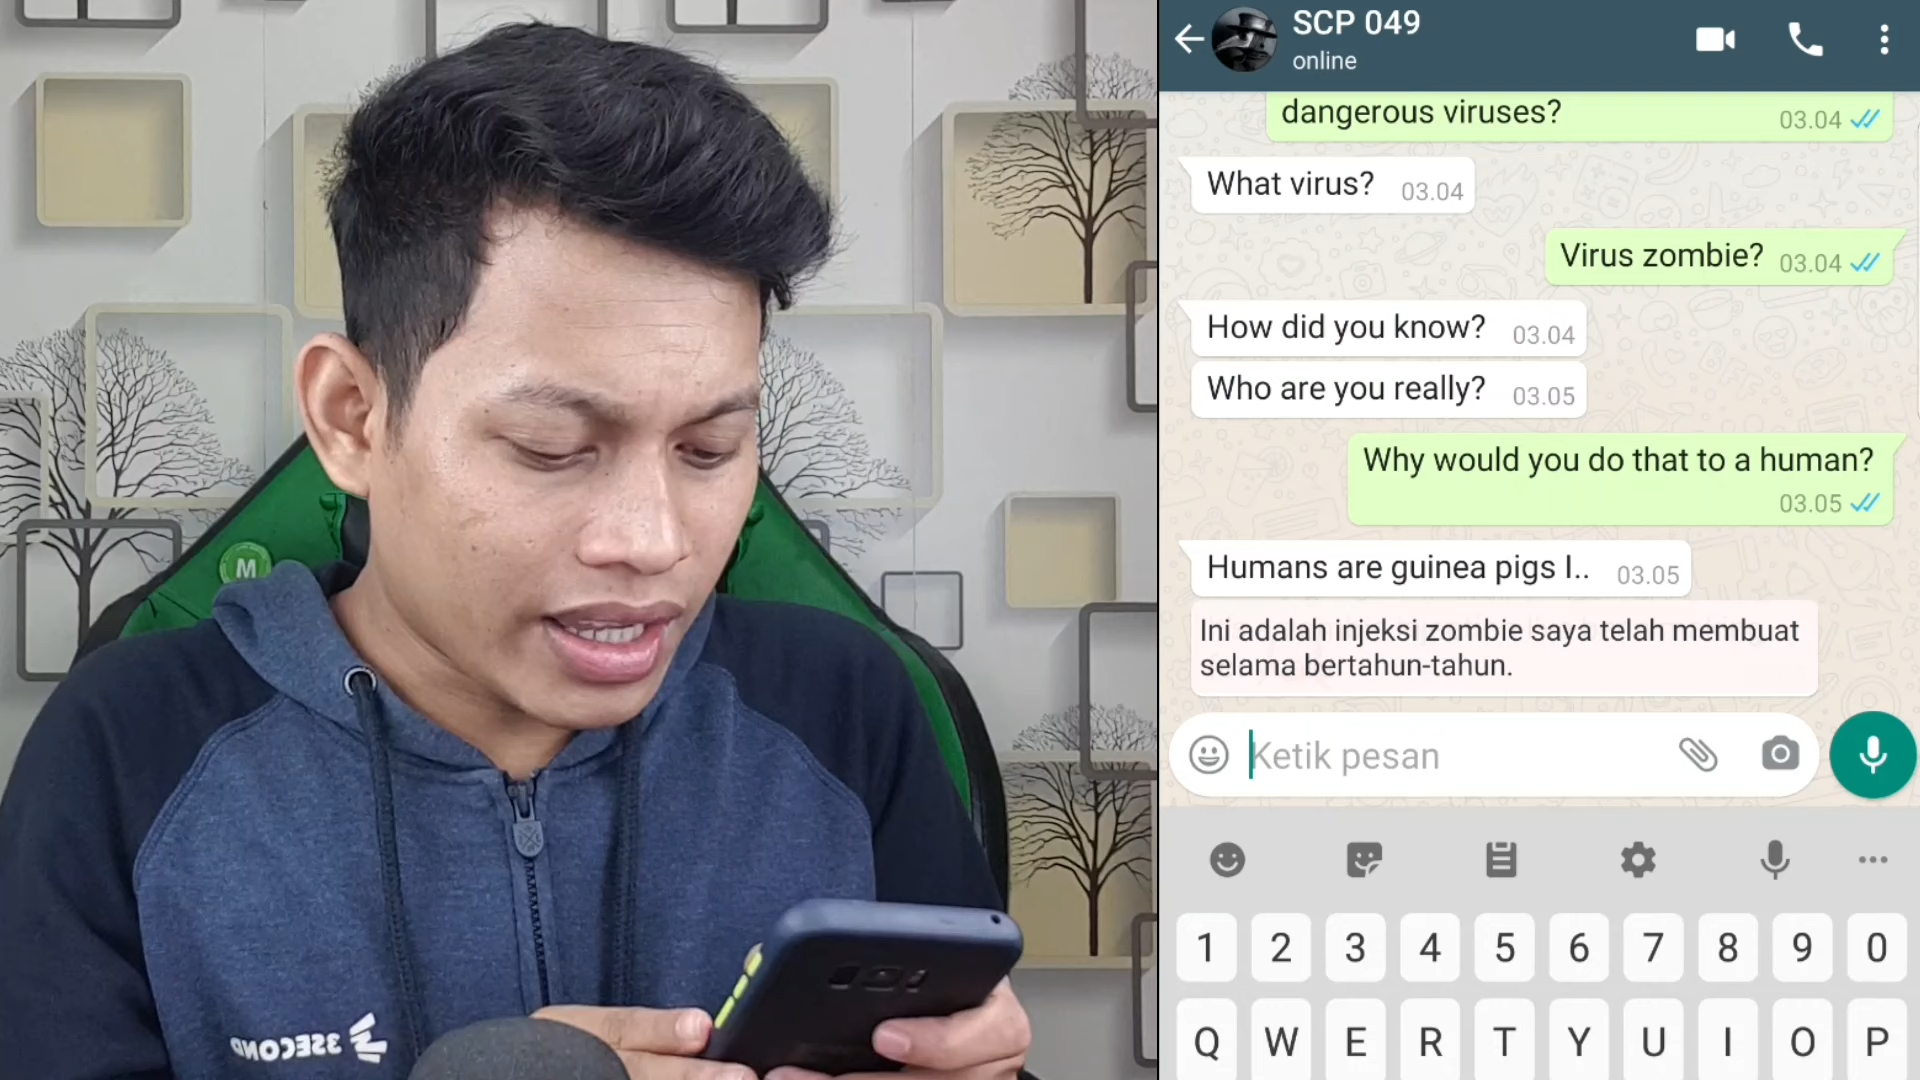 SCP 049
online
dangerous viruses?
03.04
What virus? 03.04
Virus zombie? 03.04
How did you know? 03.04
Who are you really? 03.05
Why would you do that to a human?
03.05
Humans are guinea pigs I.. 03.05
Ini adalah injeksi zombie saya telah membuat
selama bertahun-tahun.
Ketik pesan
1 2 3 4 5 6 7 8 9 0
Q W E R T Y U I O P
M
3SECOND